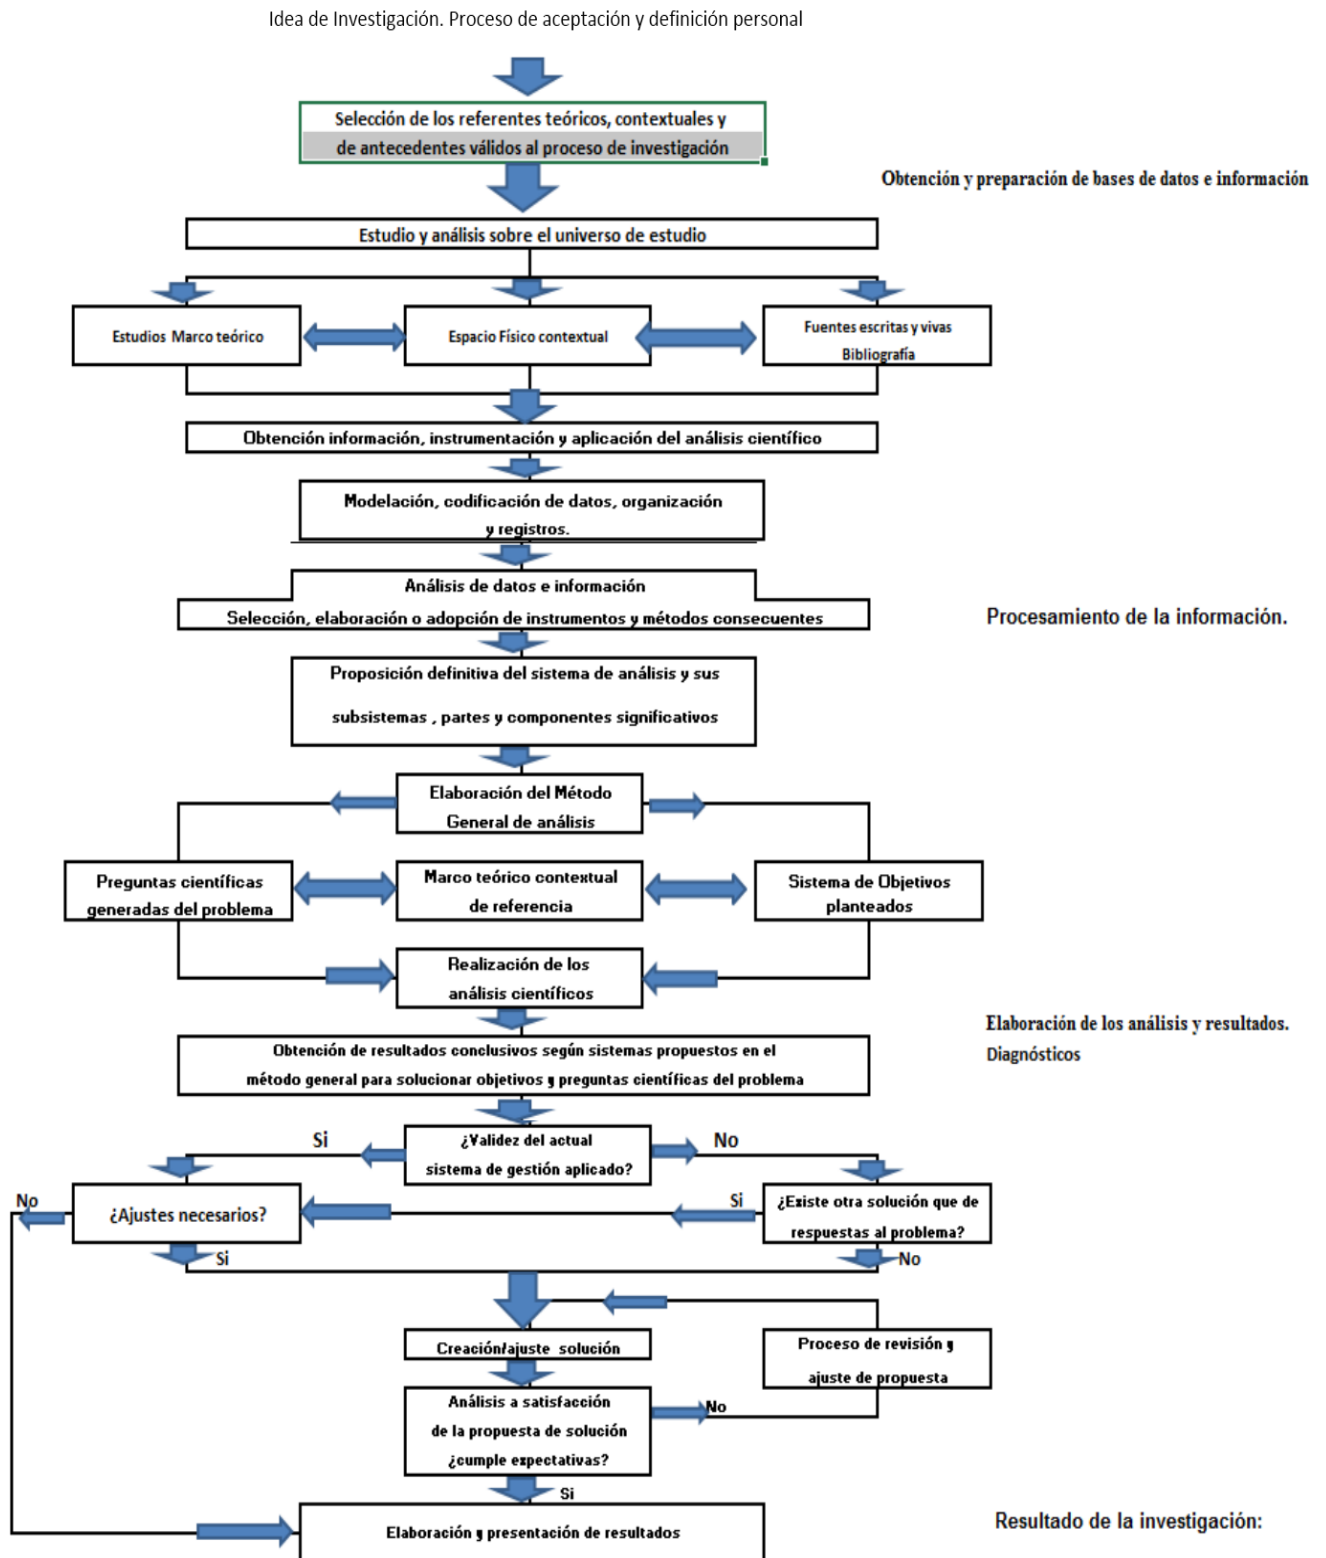 Idea de Investigación. Proceso de aceptación y definición personal
Selección de los referentes teóricos, contextuales y
de antecedentes válidos al proceso de investigación
Obtención y preparación de bases de datos e información
Estudio y análisis sobre el universo de estudio
Estudios Marco teórico
Espacio Físico contextual
Fuentes escritas y vivas
Bibliografía
Obtención información, instrumentación y aplicación del análisis científico
Modelación, codificación de datos, organización
y registros.
Análisis de datos e información
Selección, elaboración o adopción de instrumentos y métodos consecuentes
Procesamiento de la información.
Proposición definitiva del sistema de análisis y sus
subsistemas , partes y componentes significativos
Elaboración del Método
General de análisis
Preguntas científicas
generadas del problema
Marco teórico contextual
de referencia
Sistema de Objetivos
planteados
Realización de los
análisis científicos
Elaboración de los análisis y resultados.
Diagnósticos
Obtención de resultados conclusivos según sistemas propuestos en el
método general para solucionar objetivos y preguntas científicas del problema
Si
¿Validez del actual
sistema de gestión aplicado?
No
No
¿Ajustes necesarios?
Si
¿Existe otra solución que de
respuestas al problema?
Si
No
Creación/ajuste solución
Proceso de revisión y
ajuste de propuesta
Análisis a satisfacción
de la propuesta de solución
¿cumple expectativas?
No
Si
Elaboración y presentación de resultados
Resultado de la investigación: